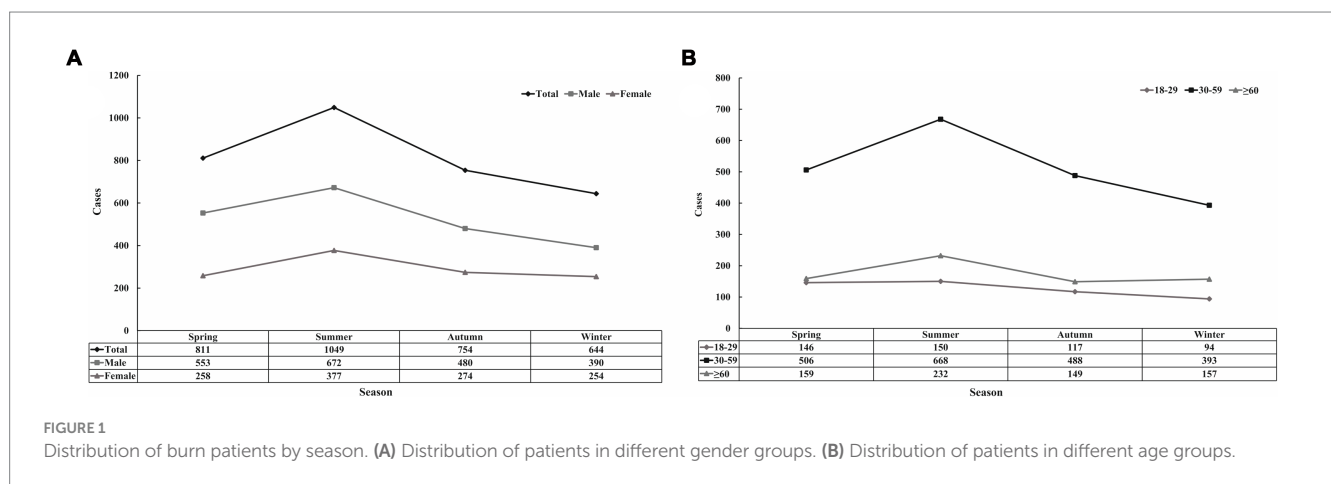 A
1200
1000
800
600
400
200
0
Cases
Total Male Female
Spring Summer Autumn Winter
Total 811 1049 754 644
Male 553 672 480 390
Female 258 377 274 254
Season
B
800
700
600
500
400
300
200
100
0
Cases
18-29 30-59 ≥60
Spring Summer Autumn Winter
18-29 146 150 117 94
30-59 506 668 488 393
≥60 159 232 149 157
Season
FIGURE 1
Distribution of burn patients by season. (A) Distribution of patients in different gender groups. (B) Distribution of patients in different age groups.